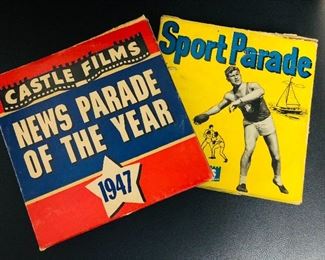 CASTLE FILMS
NEWS PARADE
OF THE YEAR
1947
Sport Parade